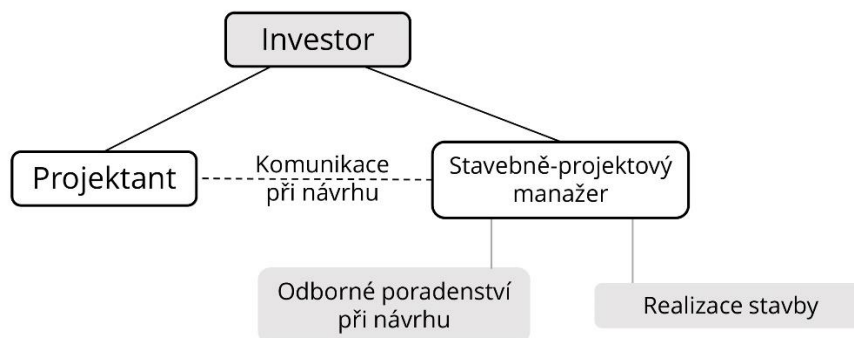 Investor
Projektant
Komunikace
při návrhu
Stavebně-projektový
manažer
Odborné poradenství
při návrhu
Realizace stavby